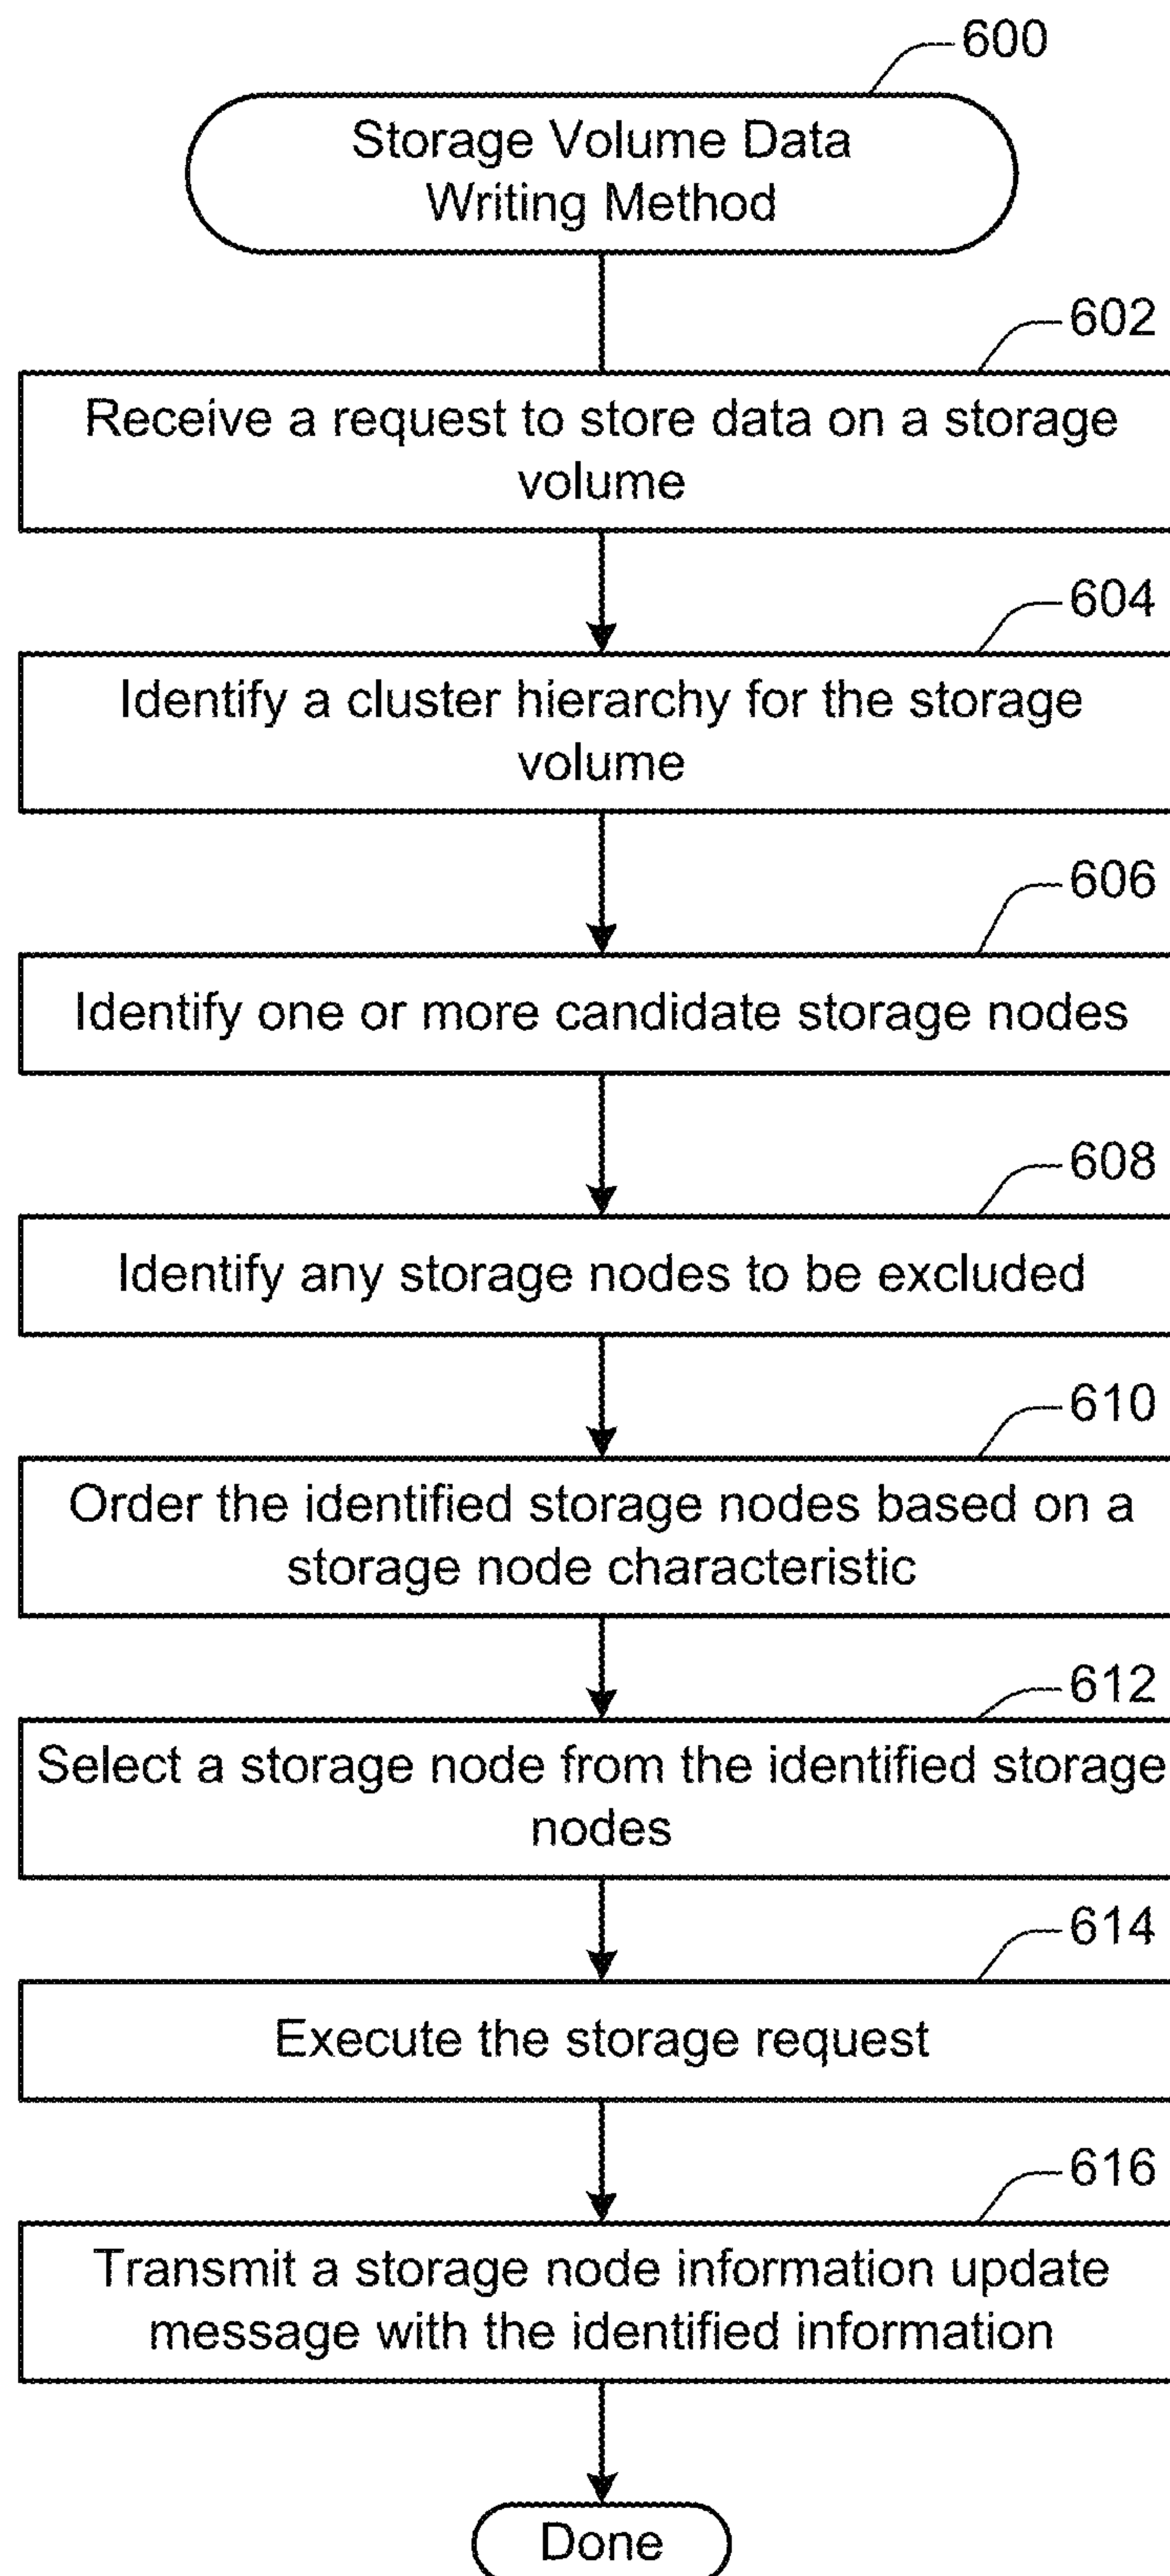 600
Storage Volume Data
Writing Method
602
Receive a request to store data on a storage
volume
604
Identify a cluster hierarchy for the storage
volume
606
Identify one or more candidate storage nodes
608
Identify any storage nodes to be excluded
610
Order the identified storage nodes based on a
storage node characteristic
612
Select a storage node from the identified storage
nodes
614
Execute the storage request
616
Transmit a storage node information update
message with the identified information
Done